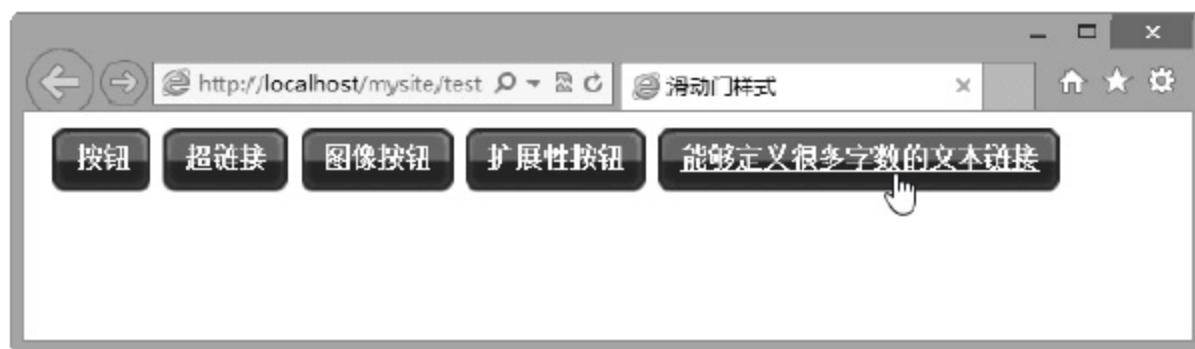 http://localhost/mysite/test
滑动门样式
按钮 超链接 图像按钮 扩展性按钮 能够定义很多字数的文本链接